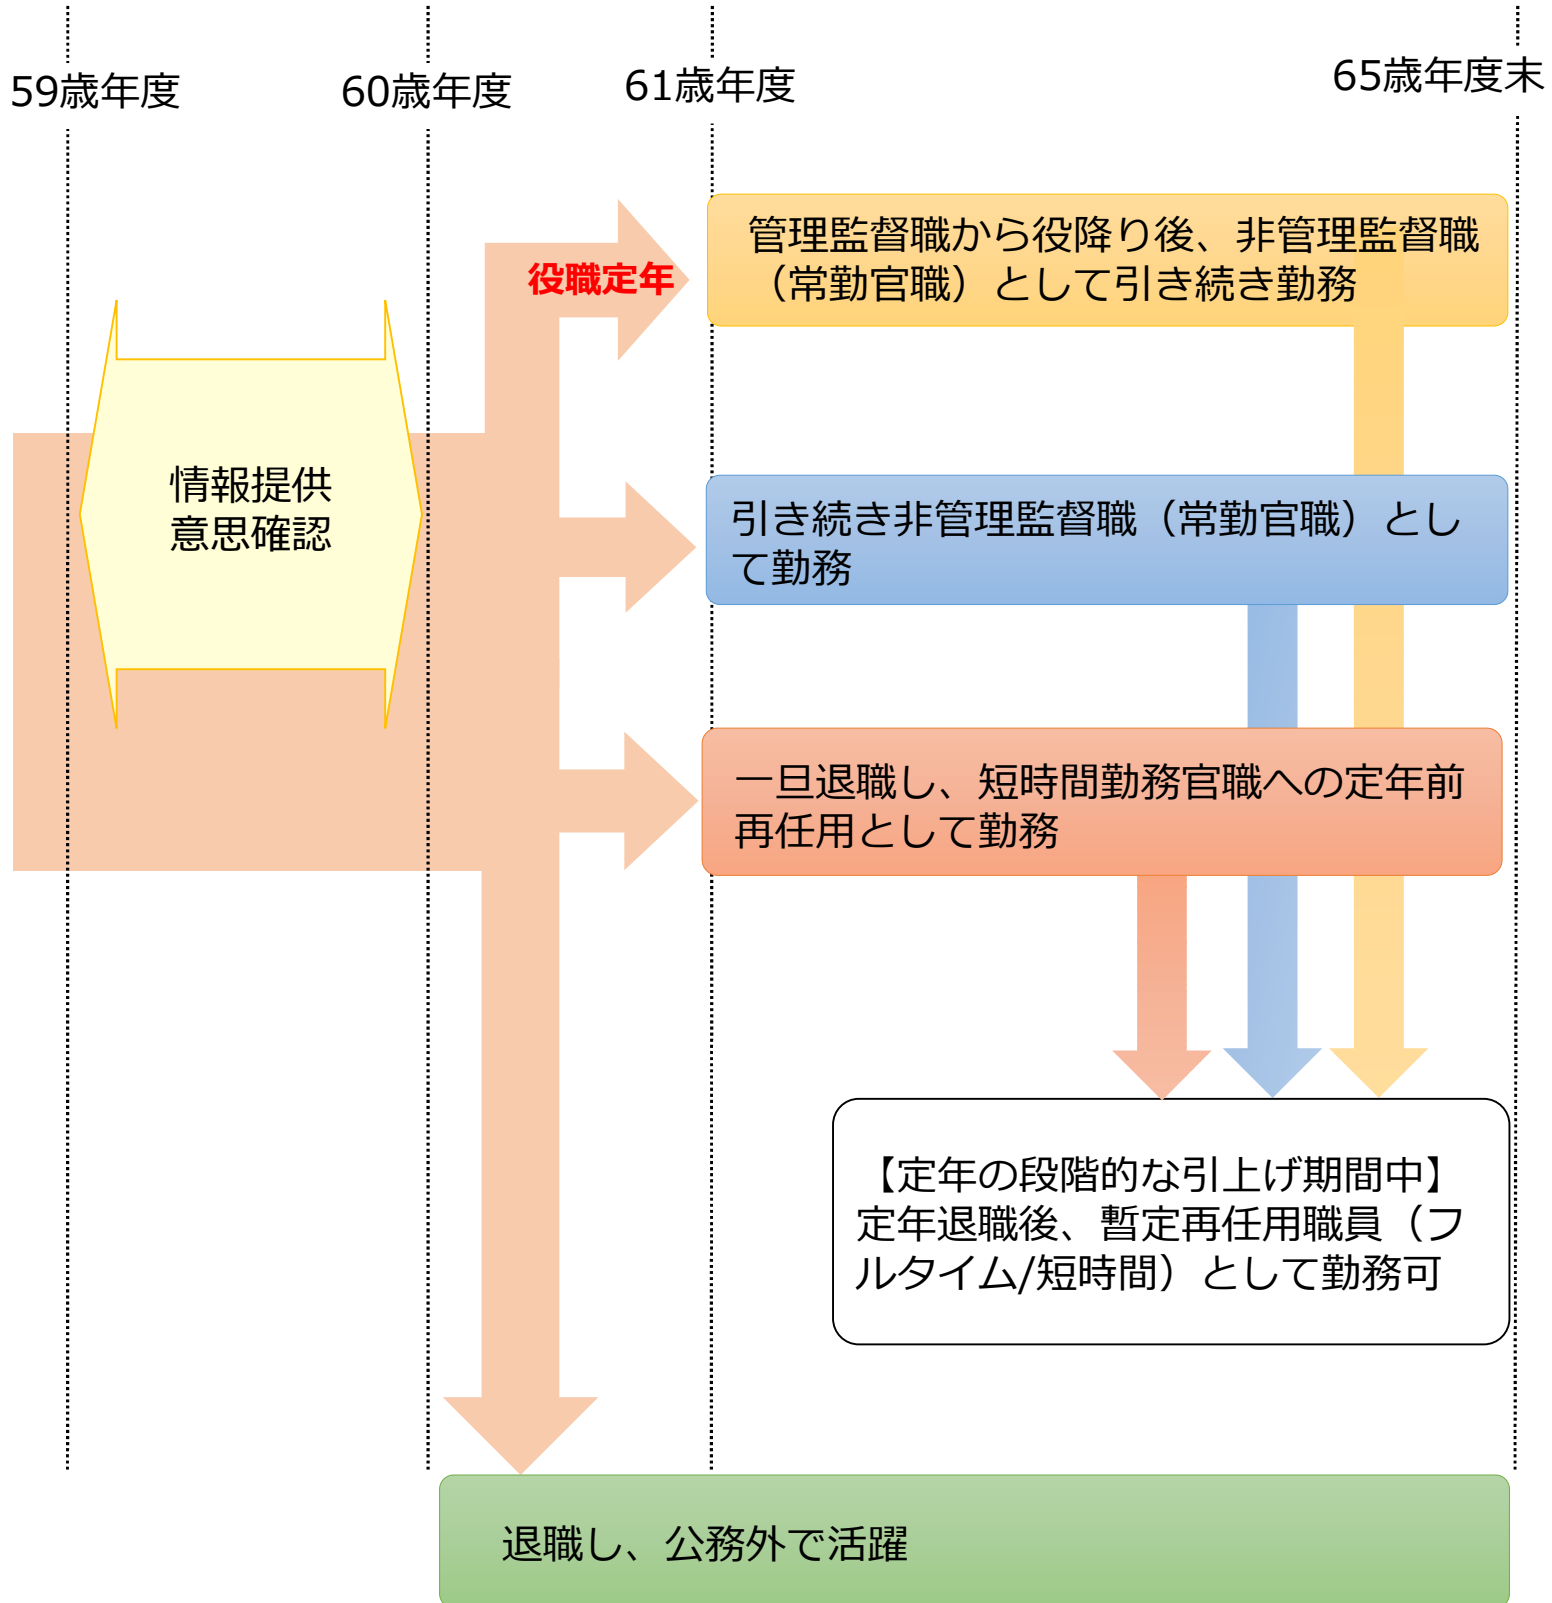 59歳年度
60歳年度
61歳年度
65歳年度末
役職定年
管理監督職から役降り後、非管理監督職
（常勤官職）として引き続き勤務
情報提供
意思確認
引き続き非管理監督職（常勤官職）とし
て勤務
一旦退職し、短時間勤務官職への定年前
再任用として勤務
【定年の段階的な引上げ期間中】
定年退職後、暫定再任用職員（フ
ルタイム/短時間）として勤務可
退職し、公務外で活躍